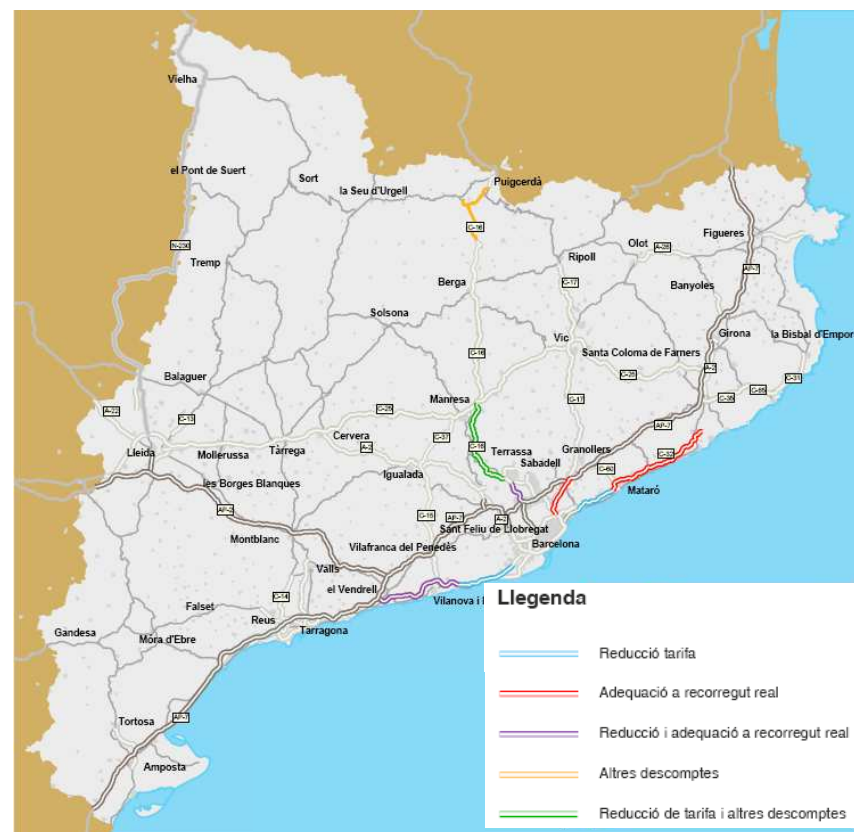 Vielha
el Pont de Suert
Sort
la Seu d'Urgell
Puigcerdà
C-16
N-230
Tremp
Berga
Ripoll
Olot
A-26
Figueres
AP-7
Banyoles
C-17
Solsona
Vic
Girona
la Bisbal d'Empor
Santa Coloma de Farners
C-16
A-2
C-25
C-31
C-65
C-35
Balaguer
Manresa
A-22
C-13
C-25
C-17
AP-7
Lleida
Mollerussa
Tàrrega
Cervera
A-2
C-37
C-16
Terrassa
Sabadell
Granollers
C-60
C-32
Igualada
Mataró
les Borges Blanques
AP-2
C-15
AP-7
A-2
Sant Feliu de Llobregat
Barcelona
Montblanc
Vilafranca del Penedès
Valls
el Vendrell
Vilanova i
C-14
Falset
Reus
Tarragona
Gandesa
Móra d'Ebre
AP-7
Tortosa
Amposta
Llegenda
Reducció tarifa
Adequació a recorregut real
Reducció i adequació a recorregut real
Altres descomptes
Reducció de tarifa i altres descomptes